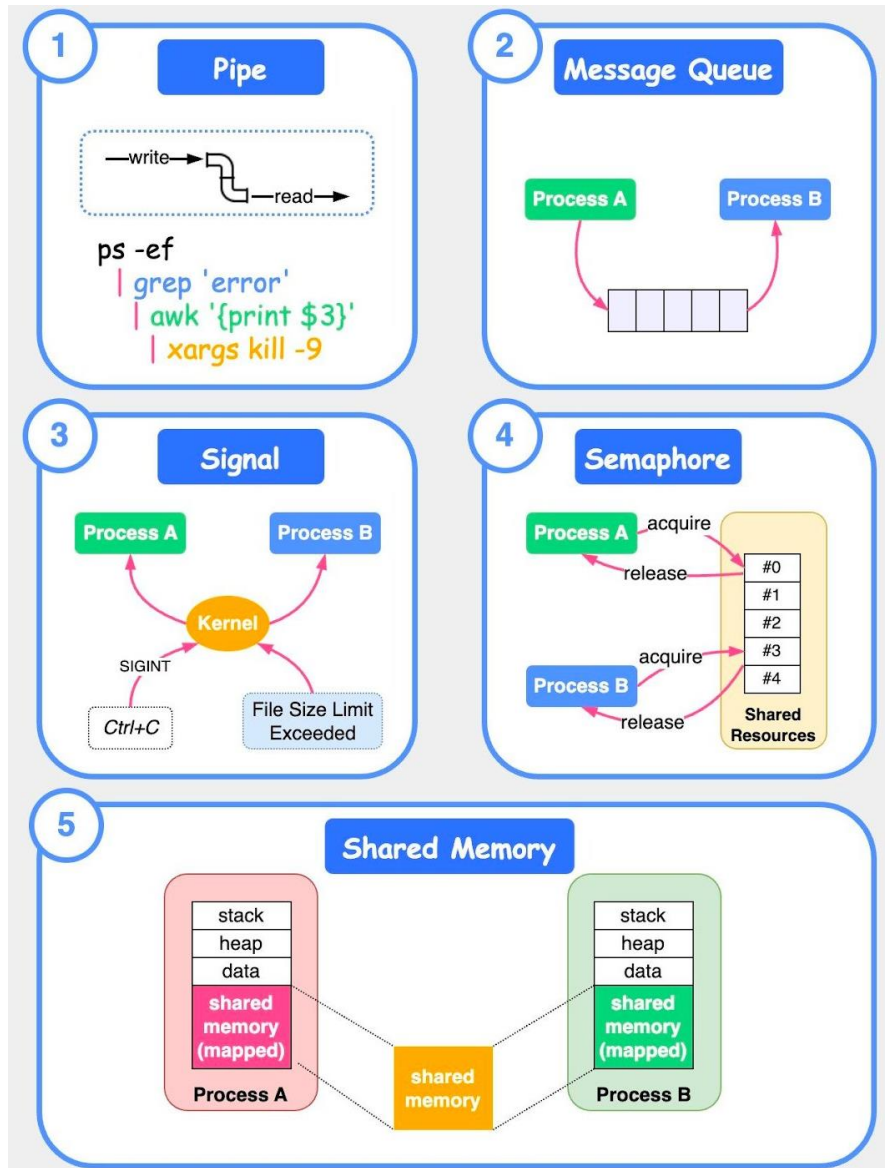 1
Pipe
write
read
ps -ef
| grep 'error'
| awk '{print $3}'
| xargs kill -9
2
Message Queue
Process A
Process B
3
Signal
Process A
Process B
Kernel
SIGINT
Ctrl+C
File Size Limit
Exceeded
4
Semaphore
Process A
acquire
release
#0
#1
#2
#3
#4
acquire
Process B
release
Shared
Resources
5
Shared Memory
stack
heap
data
shared
memory
(mapped)
Process A
shared
memory
stack
heap
data
shared
memory
(mapped)
Process B